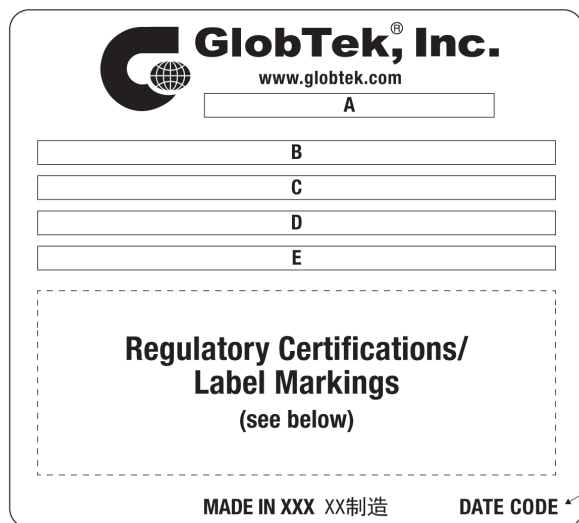 GlobTek,® Inc.
www.globtek.com
A
B
C
D
E
Regulatory Certifications/
Label Markings
(see below)
MADE IN XXX XX制造 DATE CODE